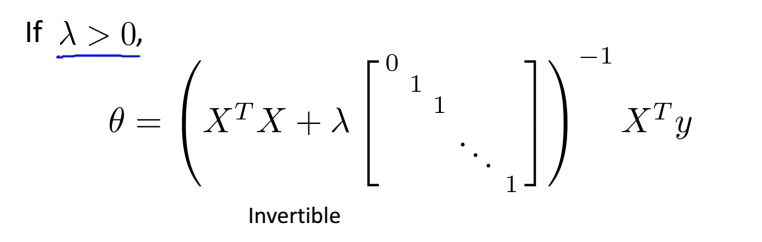 If λ > 0,
θ = ( X^T X + λ [ 0 1 1 ⋱ 1 ] )^{-1} X^T y
Invertible